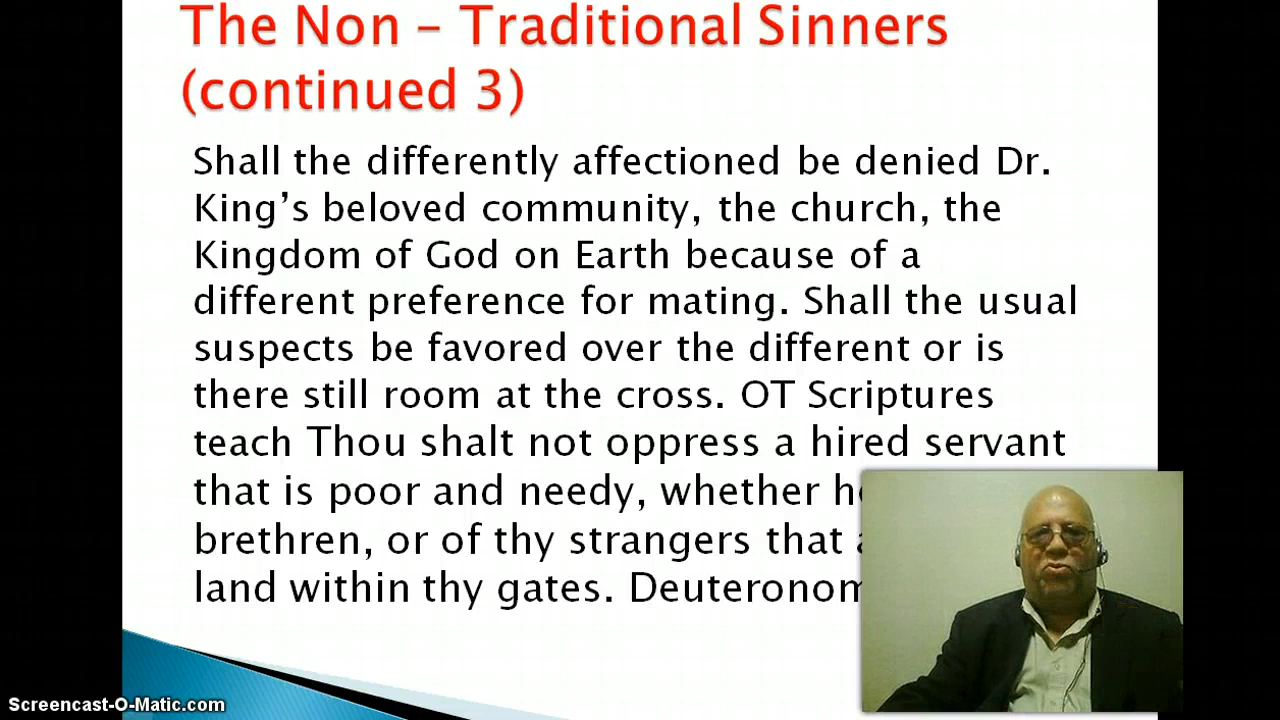 The Non – Traditional Sinners
(continued 3)
Shall the differently affectioned be denied Dr.
King’s beloved community, the church, the
Kingdom of God on Earth because of a
different preference for mating. Shall the usual
suspects be favored over the different or is
there still room at the cross. OT Scriptures
teach Thou shalt not oppress a hired servant
that is poor and needy, whether
brethren, or of thy strangers that
land within thy gates.
Screencast-O-Matic.com